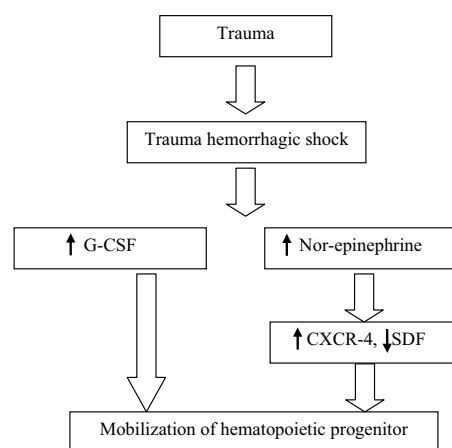 Trauma
Trauma hemorrhagic shock
↑ G-CSF
↑ Nor-epinephrine
↑ CXCR-4, ↓SDF
Mobilization of hematopoietic progenitor